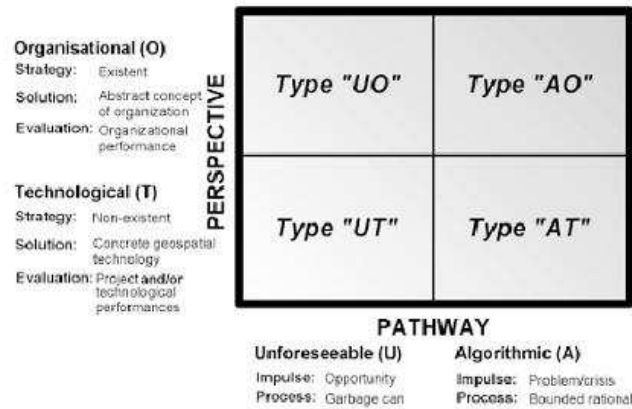 Organisational (O)
Strategy: Existent
Solution: Abstract concept
of organization
Evaluation: Organizational
performance
Technological (T)
Strategy: Non-existent
Solution: Concrete geospatial
technology
Evaluation: Project and/or
technological
performances
PERSPECTIVE
Type "UO"
Type "AO"
Type "UT"
Type "AT"
PATHWAY
Unforeseeable (U)
Impulse: Opportunity
Process: Garbage can
Algorithmic (A)
Impulse: Problem/crisis
Process: Bounded rational